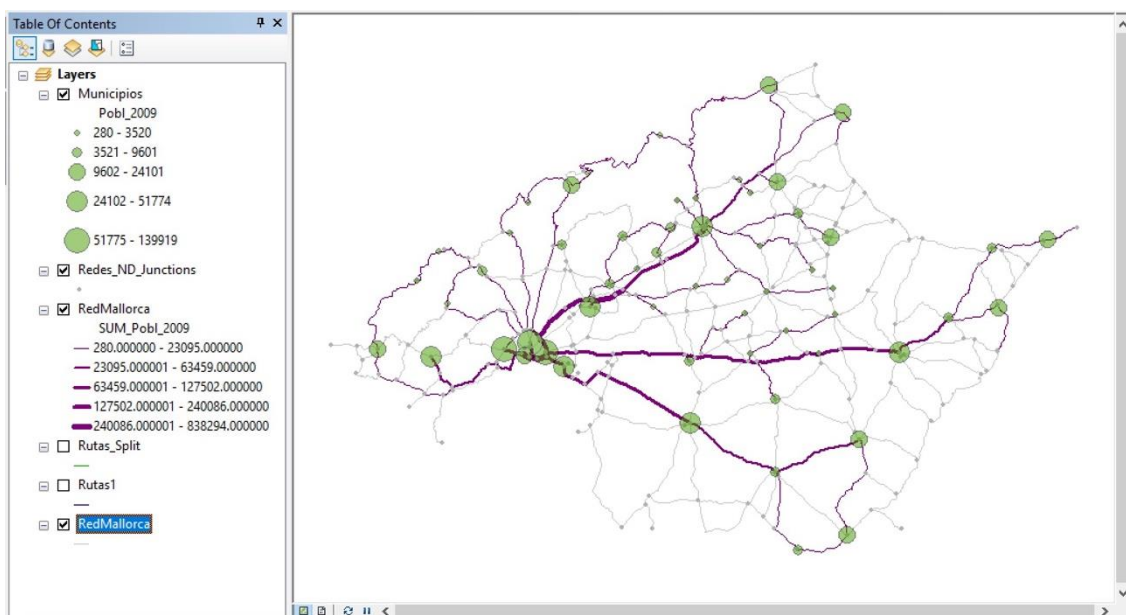 Table Of Contents
Layers
Municipios
Pobl_2009
280 - 3520
3521 - 9601
9602 - 24101
24102 - 51774
51775 - 139919
Redes_ND_Junctions
RedMallorca
SUM_Pobl_2009
280.000000 - 23095.000000
23095.000001 - 63459.000000
63459.000001 - 127502.000000
127502.000001 - 240086.000000
240086.000001 - 838294.000000
Rutas_Split
Rutas1
RedMallorca